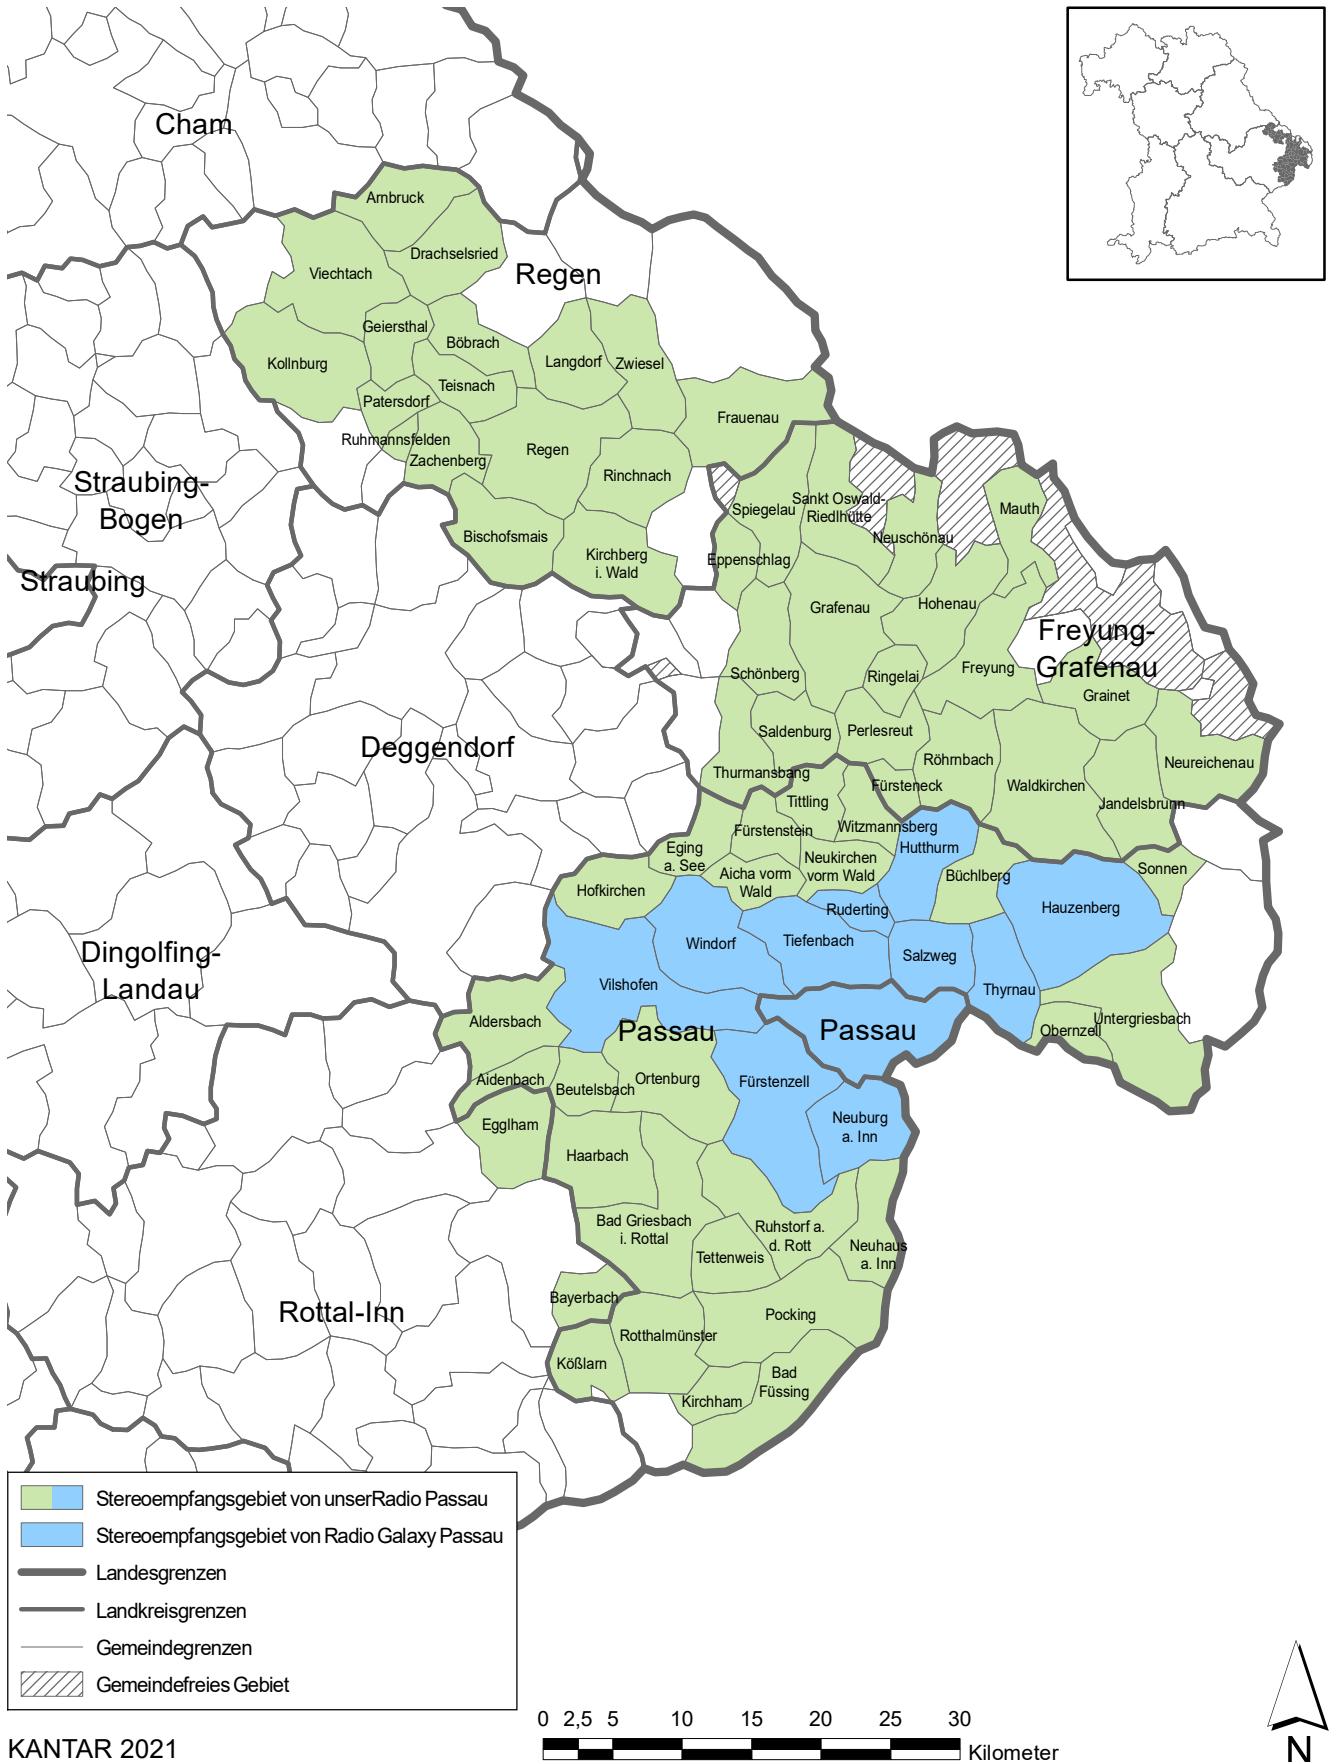 Cham
Arnbruck
Drachselsried
Viechtach
Regen
Geiersthal
Böbrach
Kollnburg
Langdorf
Zwiesel
Teisnach
Patersdorf
Frauenau
Ruhmannsfelden
Zachenberg
Regen
Rinchnach
Straubing-
Bogen
Spiegelau
Sankt Oswald-
Riedlhütte
Mauth
Neuschönau
Bischofsmais
Kirchberg
i. Wald
Eppenschlag
Straubing
Grafenau
Hohenau
Freyung-
Grafenau
Schönberg
Ringelai
Freyung
Grainet
Saldenburg
Perlesreut
Deggendorf
Röhrnbach
Neureichenau
Thurmansbang
Fürsteneck
Waldkirchen
Jandelsbrunn
Tittling
Fürstenstein
Witzmannsberg
Hutthurm
Eging
a. See
Neukirchen
vorm Wald
Aicha vorm
Wald
Büchlberg
Sonnen
Hofkirchen
Ruderting
Hauzenberg
Windorf
Tiefenbach
Salzweg
Dingolfing-
Landau
Vilshofen
Thyrnau
Aldersbach
Passau
Passau
Obernzell
Untergriesbach
Aidenbach
Beutelsbach
Ortenburg
Fürstenzell
Egglham
Neuburg
a. Inn
Haarbach
Bad Griesbach
i. Rottal
Ruhstorf a.
d. Rott
Tettenweis
Neuhaus
a. Inn
Bayerbach
Rottal-Inn
Pocking
Rotthalmünster
Kößlarn
Bad
Füssing
Kirchham
Stereoempfangsgebiet von unserRadio Passau
Stereoempfangsgebiet von Radio Galaxy Passau
Landesgrenzen
Landkreisgrenzen
Gemeindegrenzen
Gemeindefreies Gebiet
KANTAR 2021
0 2,5 5 10 15 20 25 30
Kilometer
N